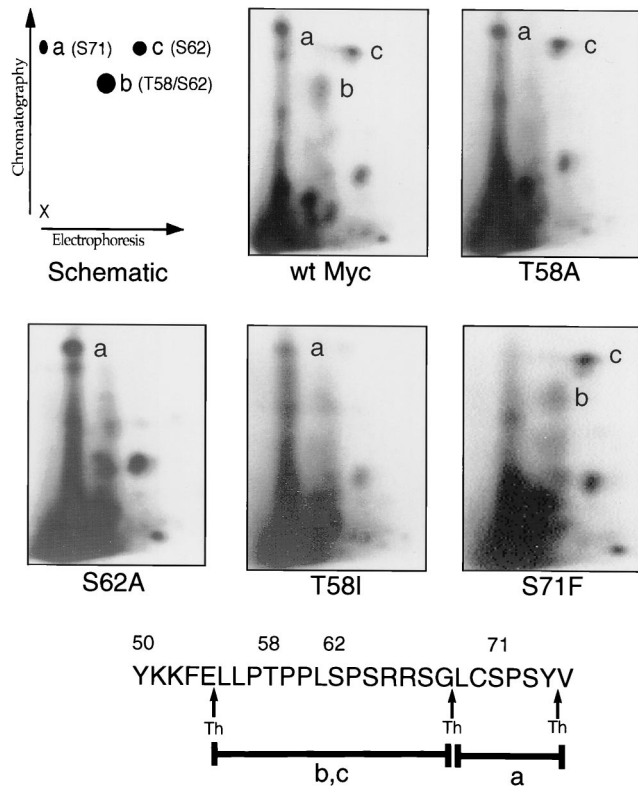 Chromatography
a (S71)
c (S62)
b (T58/S62)
X
Electrophoresis
Schematic
a
c
b
wt Myc
a
c
T58A
a
S62A
a
T58I
c
b
S71F
50 58 62 71
YKKFELLPTPPLSPSRRSGLCSPSYV
Th Th Th
b,c a